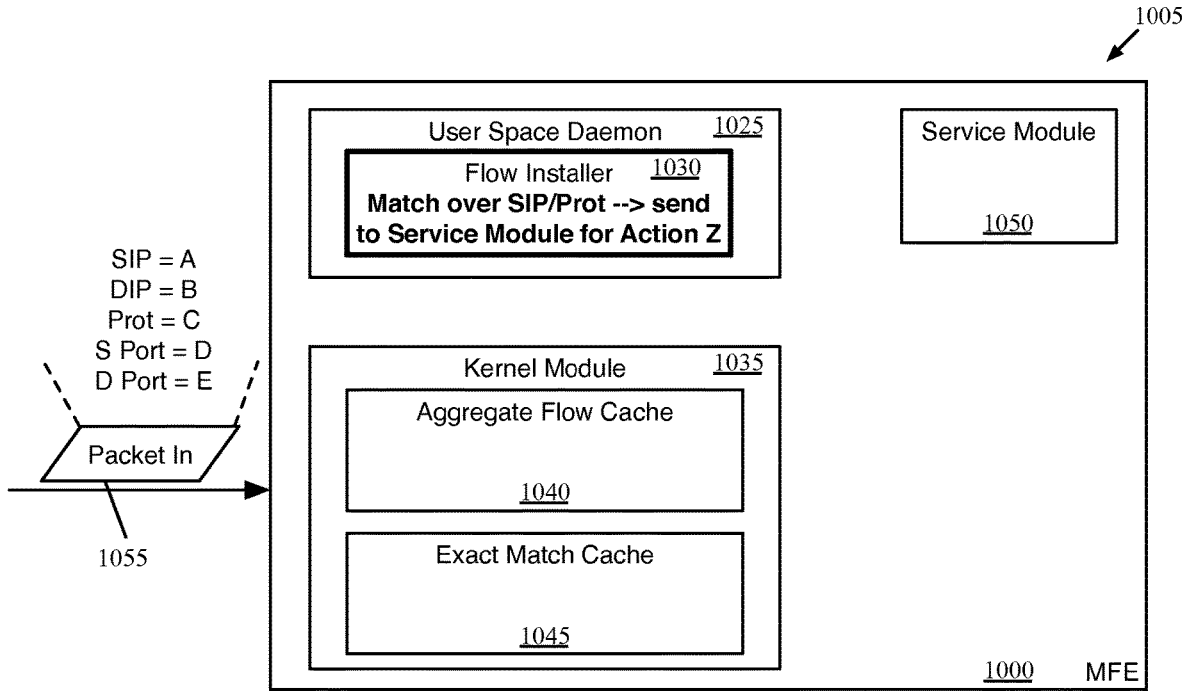 1005
User Space Daemon 1025
Flow Installer 1030
Match over SIP/Prot --> send
to Service Module for Action Z
Service Module
1050
SIP = A
DIP = B
Prot = C
S Port = D
D Port = E
Packet In
1055
Kernel Module 1035
Aggregate Flow Cache
1040
Exact Match Cache
1045
1000 MFE